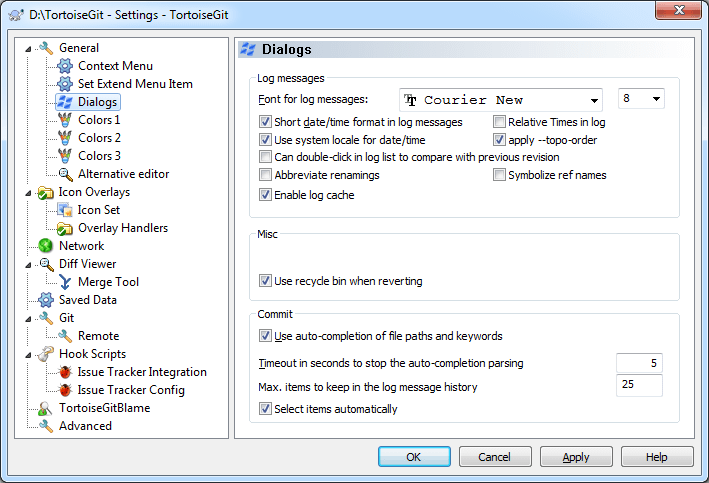 D:\TortoiseGit - Settings - TortoiseGit
General
Context Menu
Set Extend Menu Item
Dialogs
Colors 1
Colors 2
Colors 3
Alternative editor
Icon Overlays
Icon Set
Overlay Handlers
Network
Diff Viewer
Merge Tool
Saved Data
Git
Remote
Hook Scripts
Issue Tracker Integration
Issue Tracker Config
TortoiseGitBlame
Advanced
Dialogs
Log messages
Font for log messages: Courier New 8
Short date/time format in log messages Relative Times in log
Use system locale for date/time apply --topo-order
Can double-click in log list to compare with previous revision
Abbreviate renamings Symbolize ref names
Enable log cache
Misc
Use recycle bin when reverting
Commit
Use auto-completion of file paths and keywords
Timeout in seconds to stop the auto-completion parsing 5
Max. items to keep in the log message history 25
Select items automatically
OK Cancel Apply Help